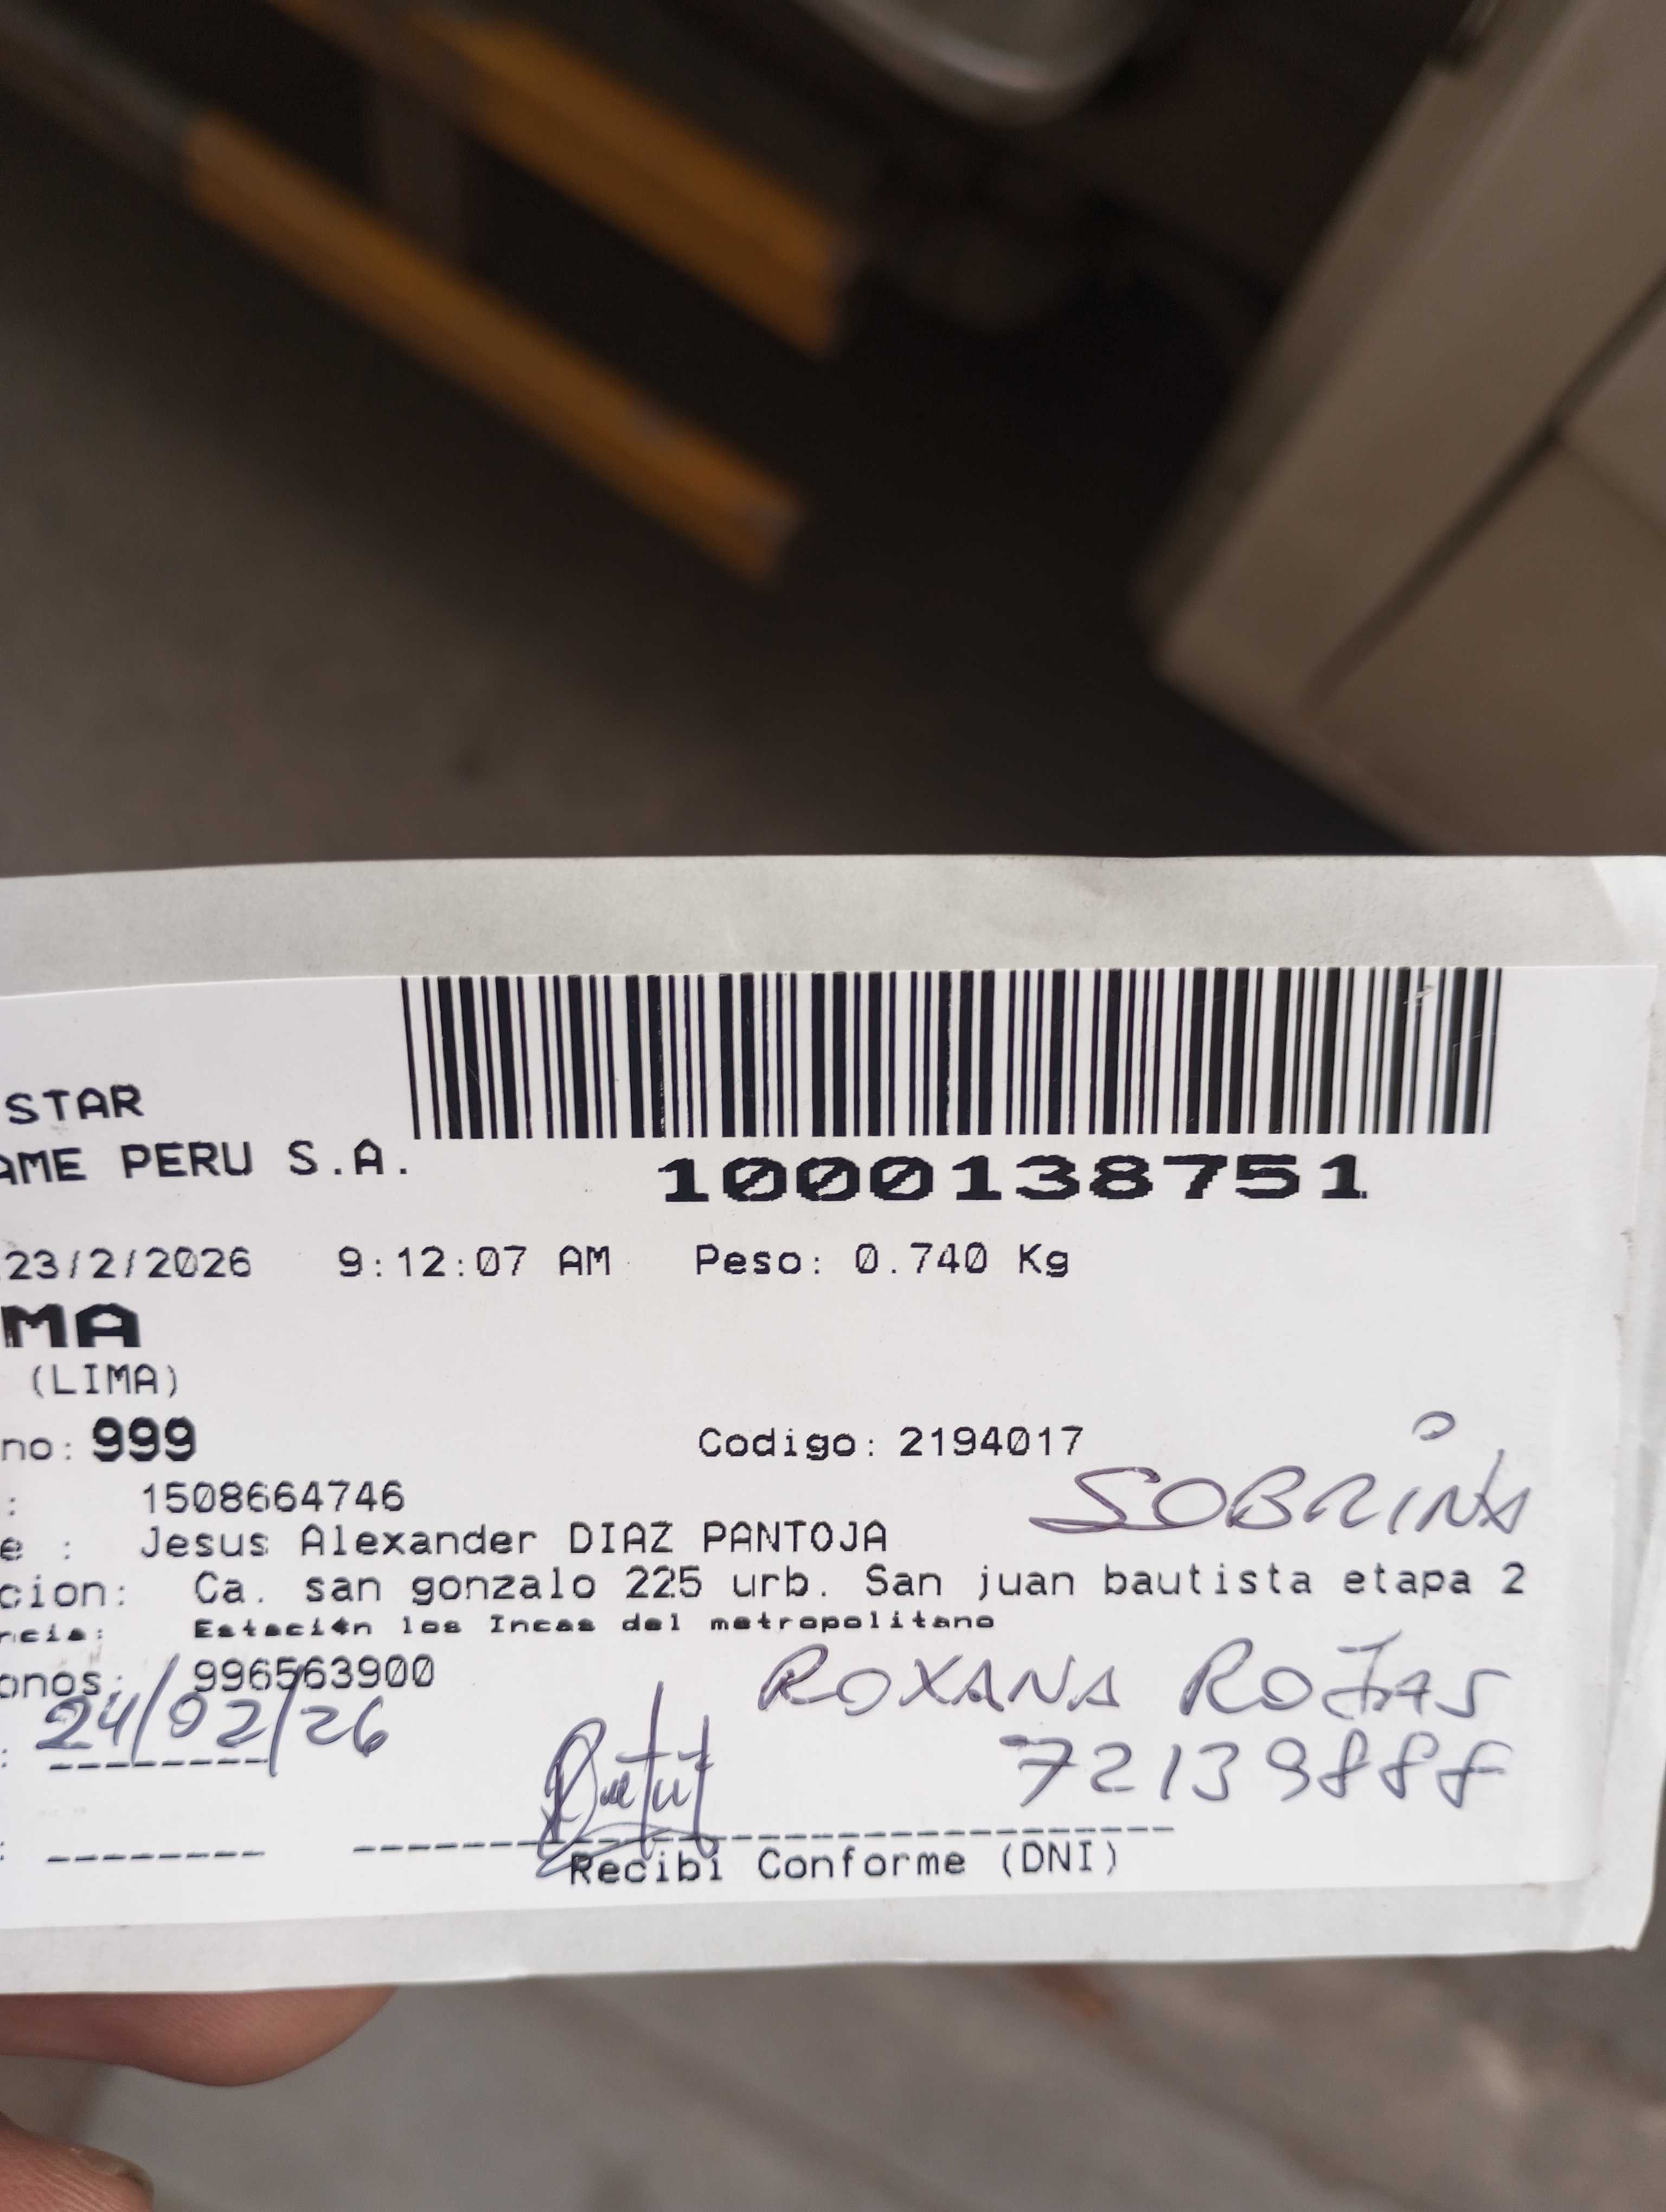 STAR
AME PERU S.A.
1000138751
23/2/2026 9:12:07 AM Peso: 0.740 Kg
MA
(LIMA)
no: 999 Codigo: 2194017
: 1508664746
SOBRINA
e : Jesus Alexander DIAZ PANTOJA
cion: Ca. san gonzalo 225 urb. San juan bautista etapa 2
ncia: Estación los Incas del metropolitano
onos: 996563900
ROXANA ROJAS
: 24/02/26
72139888
:
Recibi Conforme (DNI)